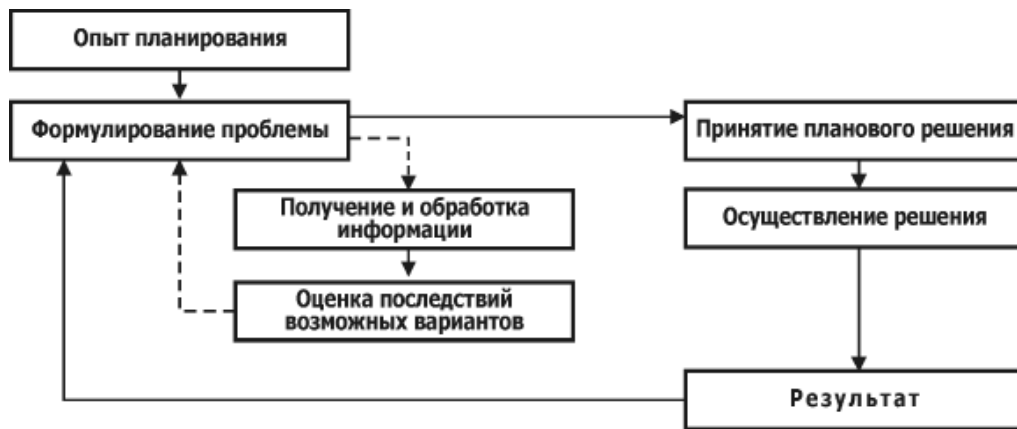 Опыт планирования
Формулирование проблемы
Принятие планового решения
Получение и обработка
информации
Осуществление решения
Оценка последствий
возможных вариантов
Результат